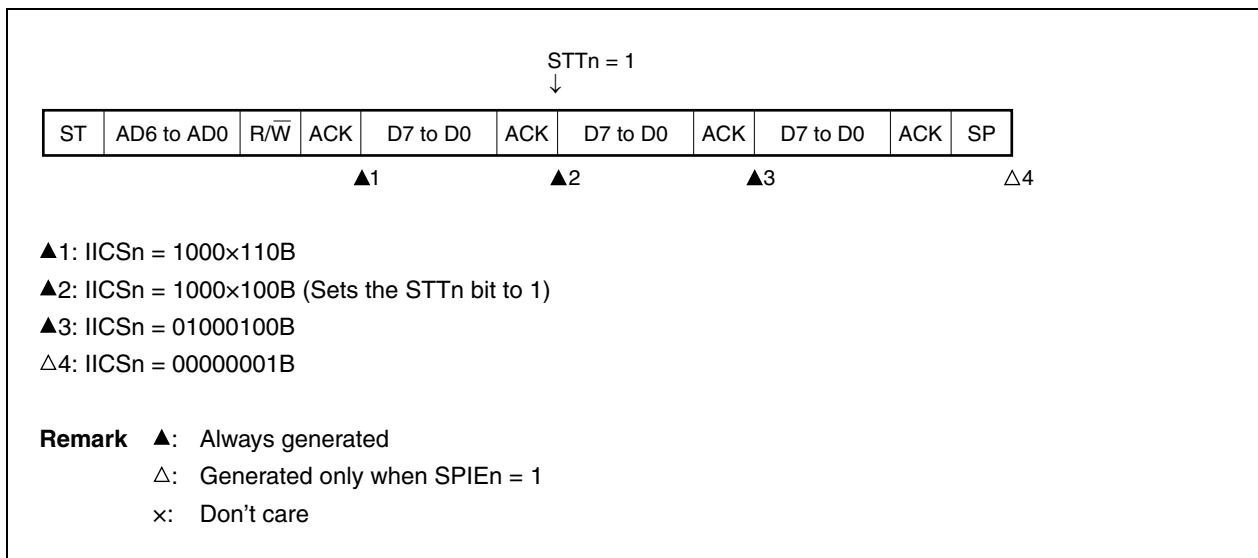 STTn = 1
↓
ST AD6 to AD0 R/W̅ ACK D7 to D0 ACK D7 to D0 ACK D7 to D0 ACK SP
▲1 ▲2 ▲3 △4
▲1: IICSn = 1000×110B
▲2: IICSn = 1000×100B (Sets the STTn bit to 1)
▲3: IICSn = 01000100B
△4: IICSn = 00000001B
Remark ▲: Always generated
△: Generated only when SPIEn = 1
×: Don't care